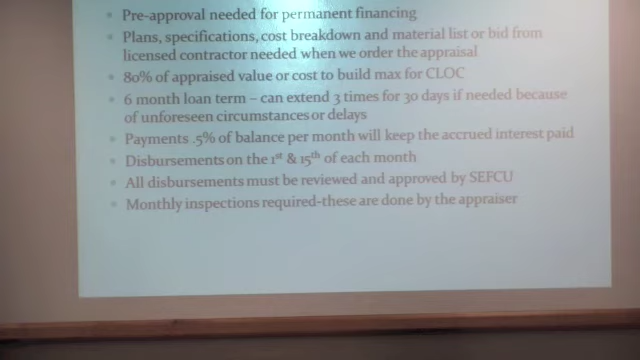 Pre-approval needed for permanent financing
Plans, specifications, cost breakdown and material list or bid from
licensed contractor needed when we order the appraisal
80% of appraised value or cost to build max for CLOC
6 month loan term – can extend 3 times for 30 days if needed because
of unforeseen circumstances or delays
Payments .5% of balance per month will keep the accrued interest paid
Disbursements on the 1st & 15th of each month
All disbursements must be reviewed and approved by SEFCU
Monthly inspections required-these are done by the appraiser